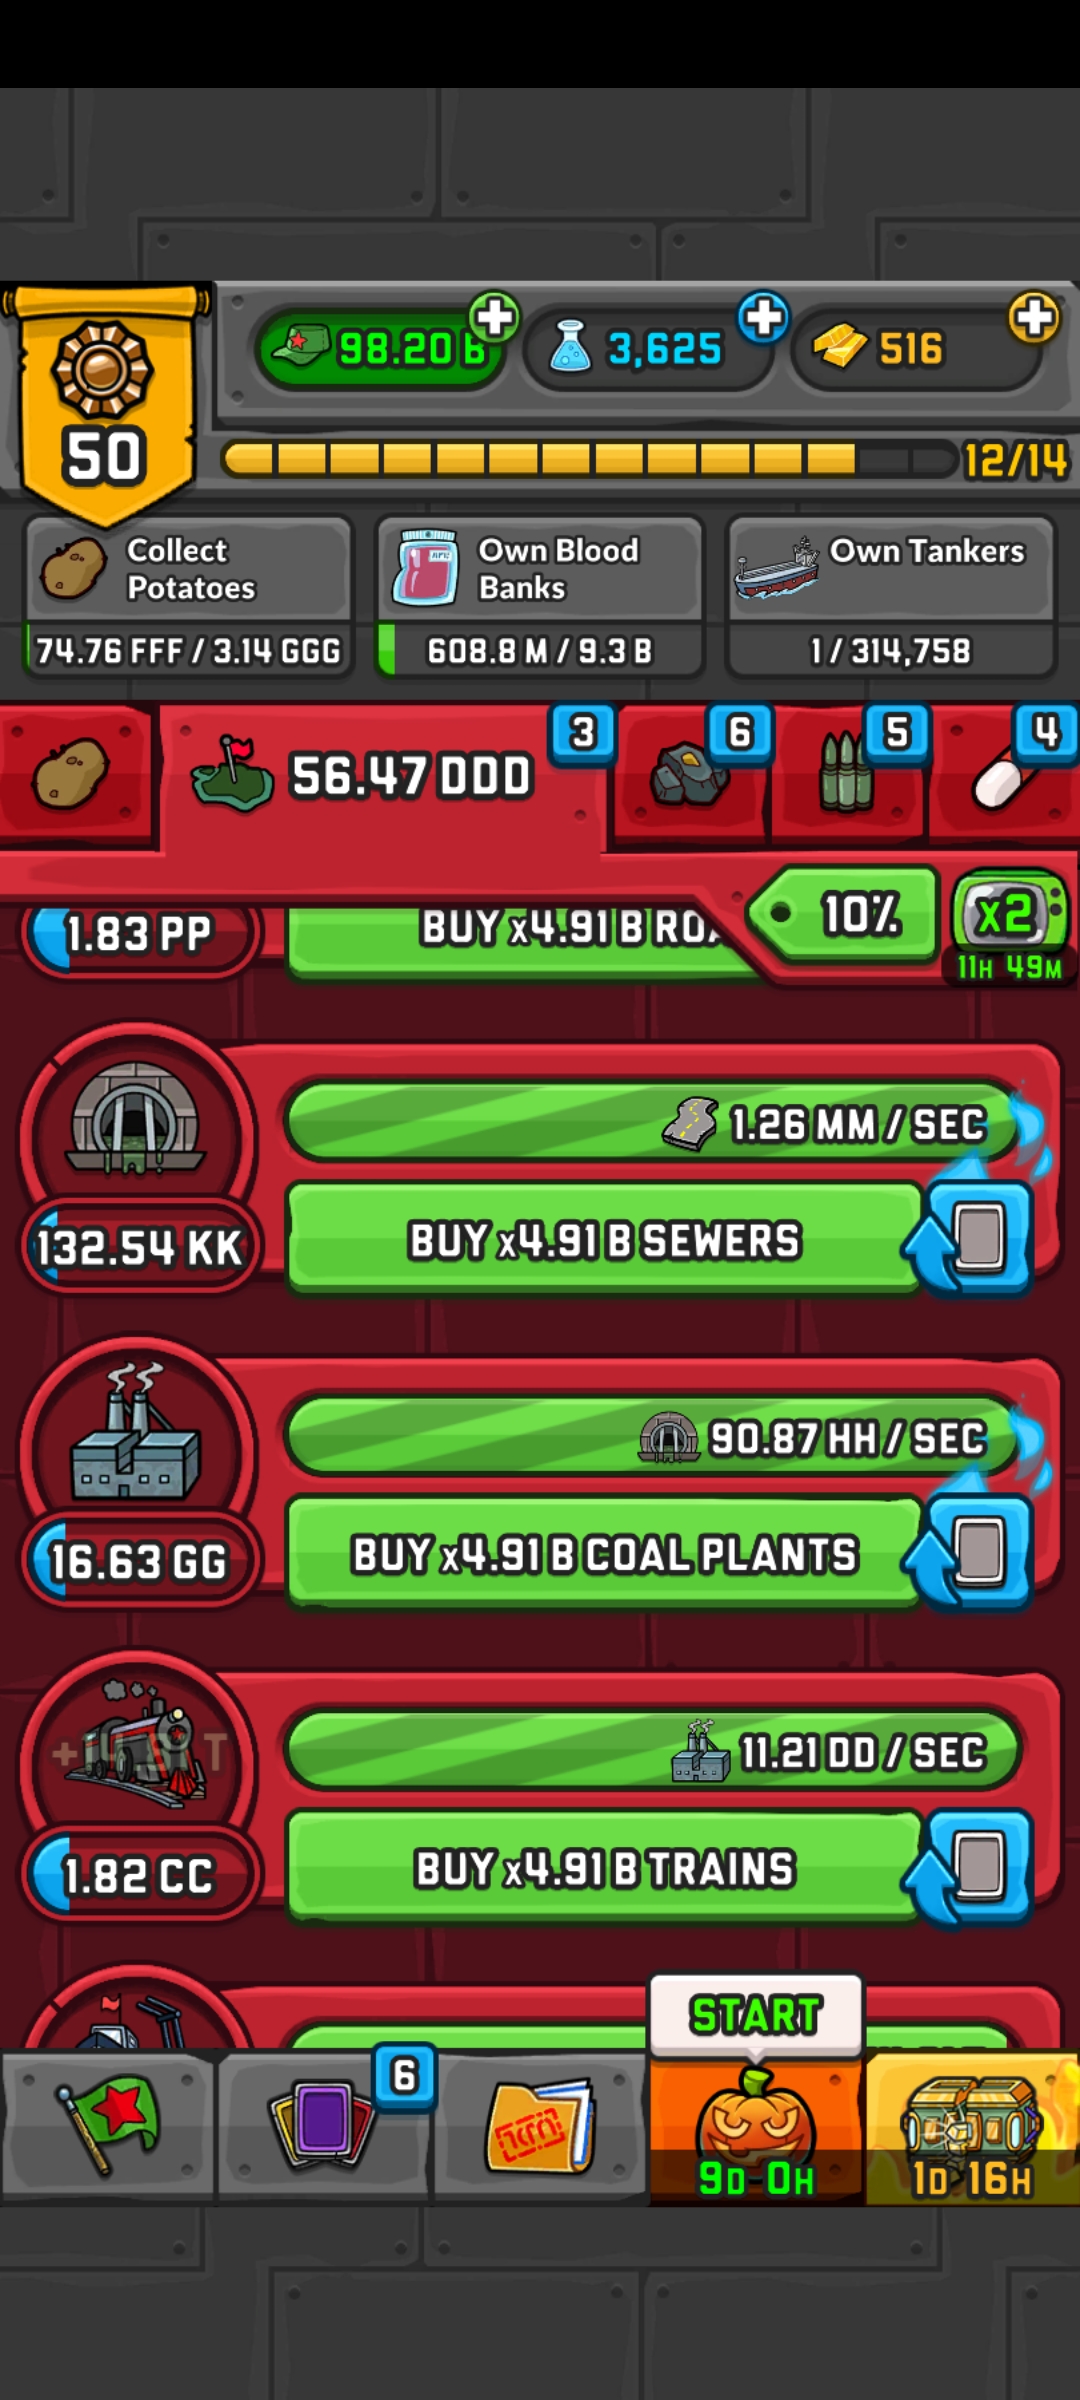 98.20 B
3,625
516
50
12/14
Collect
Potatoes
74.76 FFF / 3.14 GGG
Own Blood
Banks
608.8 M / 9.3 B
Own Tankers
1 / 314,758
56.47 DDD
3
6
5
4
10%
x2
11H 49M
1.83 PP
BUY x4.91 B
1.26 MM / SEC
132.54 KK
BUY x4.91 B SEWERS
90.87 HH / SEC
16.63 GG
BUY x4.91 B COAL PLANTS
11.21 DD / SEC
1.82 CC
BUY x4.91 B TRAINS
START
6
9D 0H
1D 16H